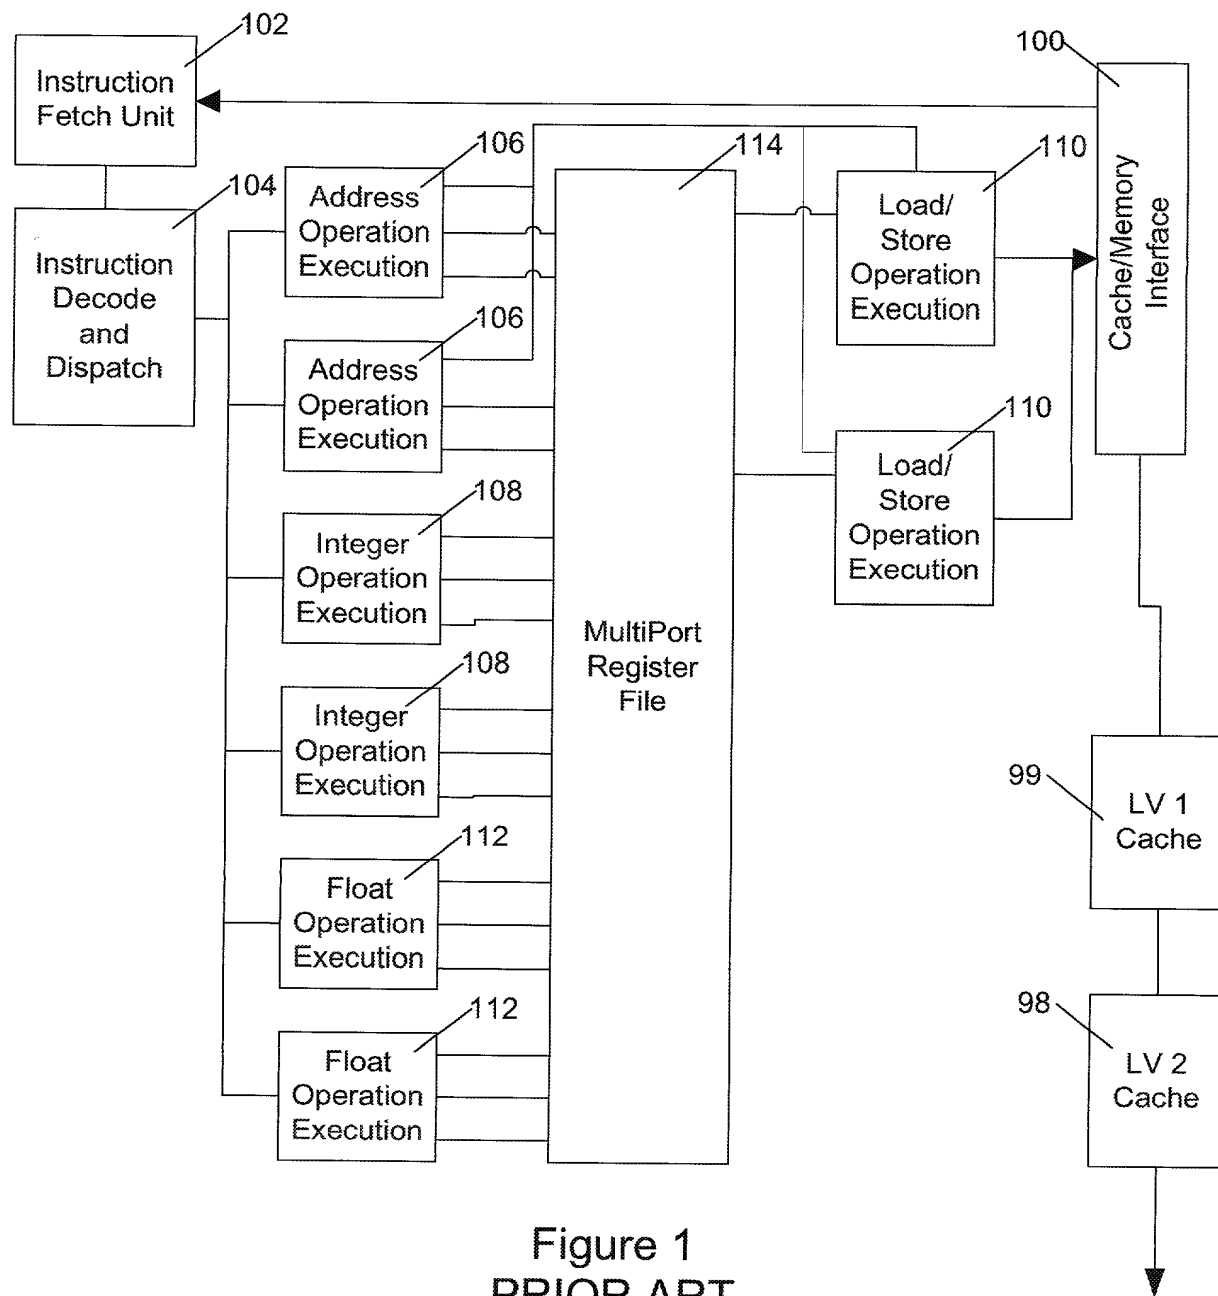 102
Instruction
Fetch Unit
100
Cache/Memory
Interface
104
Instruction
Decode
and
Dispatch
106
Address
Operation
Execution
106
Address
Operation
Execution
108
Integer
Operation
Execution
108
Integer
Operation
Execution
112
Float
Operation
Execution
112
Float
Operation
Execution
114
MultiPort
Register
File
110
Load/
Store
Operation
Execution
110
Load/
Store
Operation
Execution
99
LV 1
Cache
98
LV 2
Cache
Figure 1
PRIOR ART